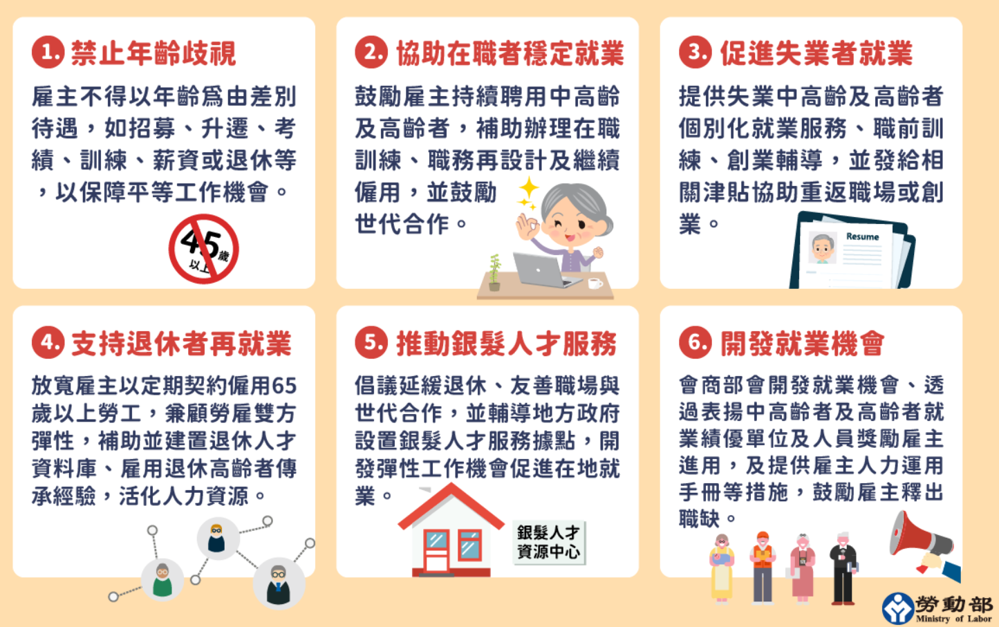 1. 禁止年齡歧視
雇主不得以年齡爲由差別
待遇，如招募、升遷、考
績、訓練、薪資或退休等
，以保障平等工作機會。
45歲
以上
2. 協助在職者穩定就業
鼓勵雇主持續聘用中高齡
及高齡者，補助辦理在職
訓練、職務再設計及繼續
僱用，並鼓勵
世代合作。
3. 促進失業者就業
提供失業中高齡及高齡者
個別化就業服務、職前訓
練、創業輔導，並發給相
關津貼協助重返職場或創
業。
Resume
4. 支持退休者再就業
放寬雇主以定期契約僱用65
歲以上勞工，兼顧勞雇雙方
彈性，補助並建置退休人才
資料庫、雇用退休高齡者傳
承經驗，活化人力資源。
5. 推動銀髮人才服務
倡議延緩退休、友善職場與
世代合作，並輔導地方政府
設置銀髮人才服務據點，開
發彈性工作機會促進在地就
業。
銀髮人才
資源中心
6. 開發就業機會
會商部會開發就業機會、透
過表揚中高齡者及高齡者就
業績優單位及人員獎勵雇主
進用，及提供雇主人力運用
手冊等措施，鼓勵雇主釋出
職缺。
勞動部
Ministry of Labor